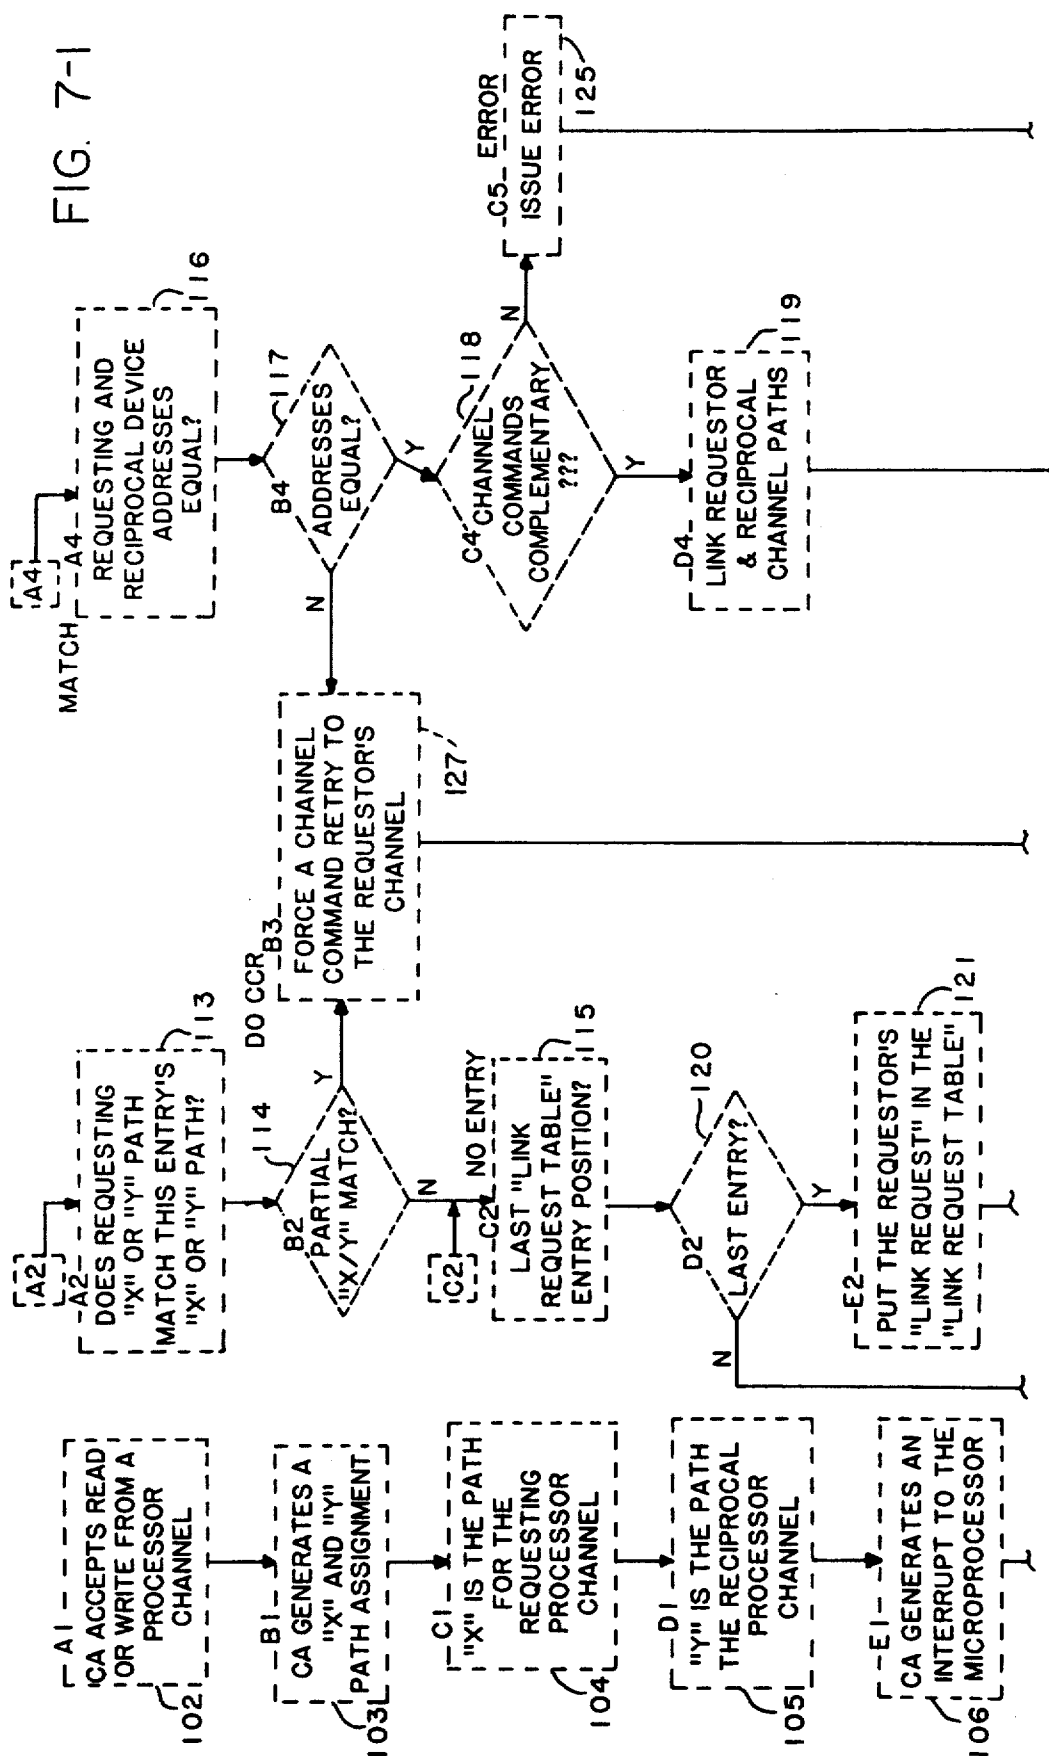 FIG. 7-1
A1
CA ACCEPTS READ
OR WRITE FROM A
PROCESSOR
CHANNEL
102
B1
CA GENERATES A
"X" AND "Y"
PATH ASSIGNMENT
103
C1
"X" IS THE PATH
FOR THE
REQUESTING
PROCESSOR
CHANNEL
104
D1
"Y" IS THE PATH
THE RECIPROCAL
PROCESSOR
CHANNEL
105
E1
CA GENERATES AN
INTERRUPT TO THE
MICROPROCESSOR
106
A2
A2
DOES REQUESTING
"X" OR "Y" PATH
MATCH THIS ENTRY'S
"X" OR "Y" PATH?
113
B2
PARTIAL
"X/Y" MATCH?
114
Y
N
C2
C2
NO ENTRY
LAST "LINK
REQUEST TABLE"
ENTRY POSITION?
115
D2
LAST ENTRY?
120
N
Y
E2
PUT THE REQUESTOR'S
"LINK REQUEST" IN THE
"LINK REQUEST TABLE"
121
DO CCR
B3
FORCE A CHANNEL
COMMAND RETRY TO
THE REQUESTOR'S
CHANNEL
127
A4
MATCH
A4
REQUESTING AND
RECIPROCAL DEVICE
ADDRESSES
EQUAL?
116
B4
ADDRESSES
EQUAL?
117
N
Y
C4
CHANNEL
COMMANDS
COMPLEMENTARY
???
118
N
Y
D4
LINK REQUESTOR
& RECIPROCAL
CHANNEL PATHS
119
C5
ERROR
ISSUE ERROR
125